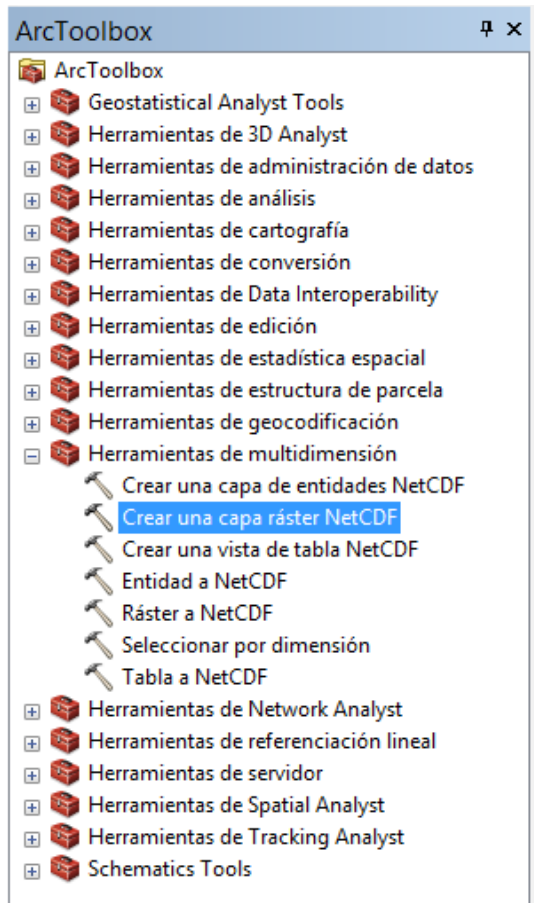 ArcToolbox
ArcToolbox
Geostatistical Analyst Tools
Herramientas de 3D Analyst
Herramientas de administración de datos
Herramientas de análisis
Herramientas de cartografía
Herramientas de conversión
Herramientas de Data Interoperability
Herramientas de edición
Herramientas de estadística espacial
Herramientas de estructura de parcela
Herramientas de geocodificación
Herramientas de multidimensión
Crear una capa de entidades NetCDF
Crear una capa ráster NetCDF
Crear una vista de tabla NetCDF
Entidad a NetCDF
Ráster a NetCDF
Seleccionar por dimensión
Tabla a NetCDF
Herramientas de Network Analyst
Herramientas de referenciación lineal
Herramientas de servidor
Herramientas de Spatial Analyst
Herramientas de Tracking Analyst
Schematics Tools